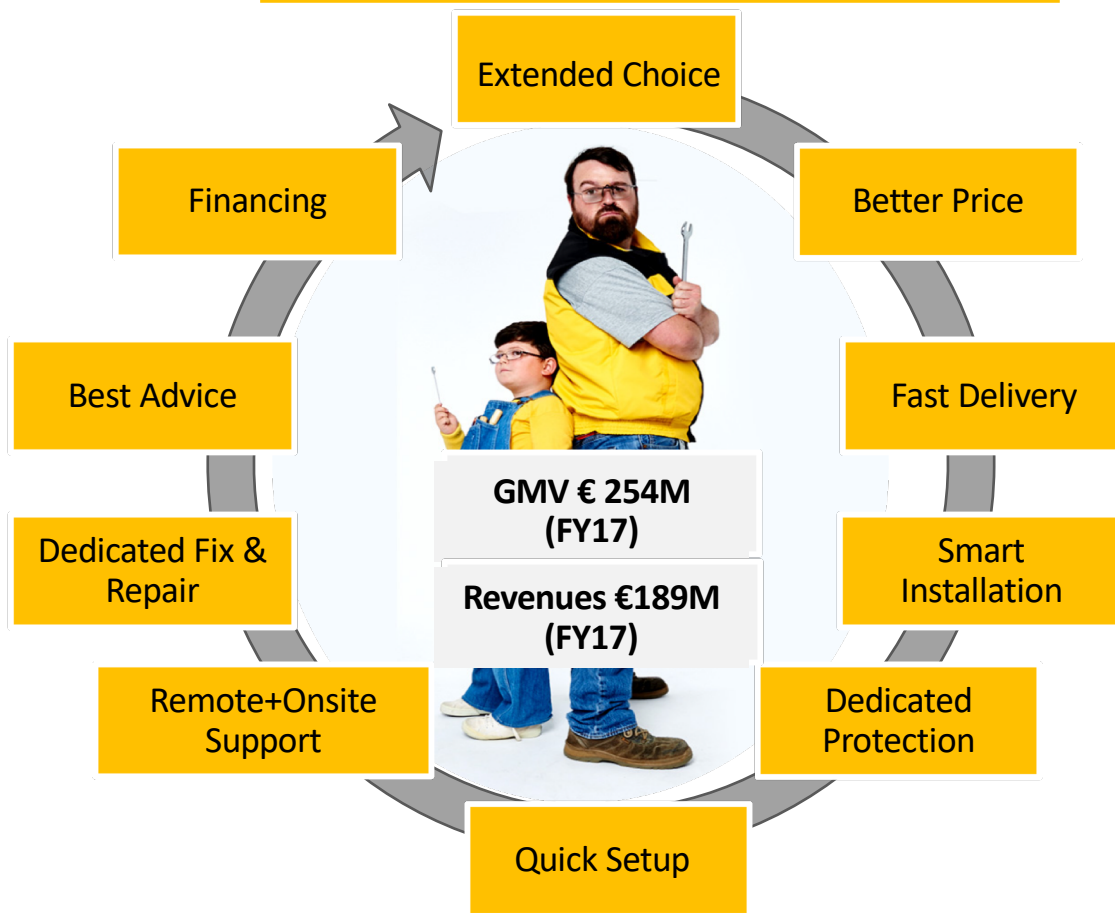 Extended Choice
Better Price
Fast Delivery
Smart
Installation
Dedicated
Protection
Quick Setup
Remote+Onsite
Support
Dedicated Fix &
Repair
Best Advice
Financing
GMV € 254M
(FY17)
Revenues €189M
(FY17)